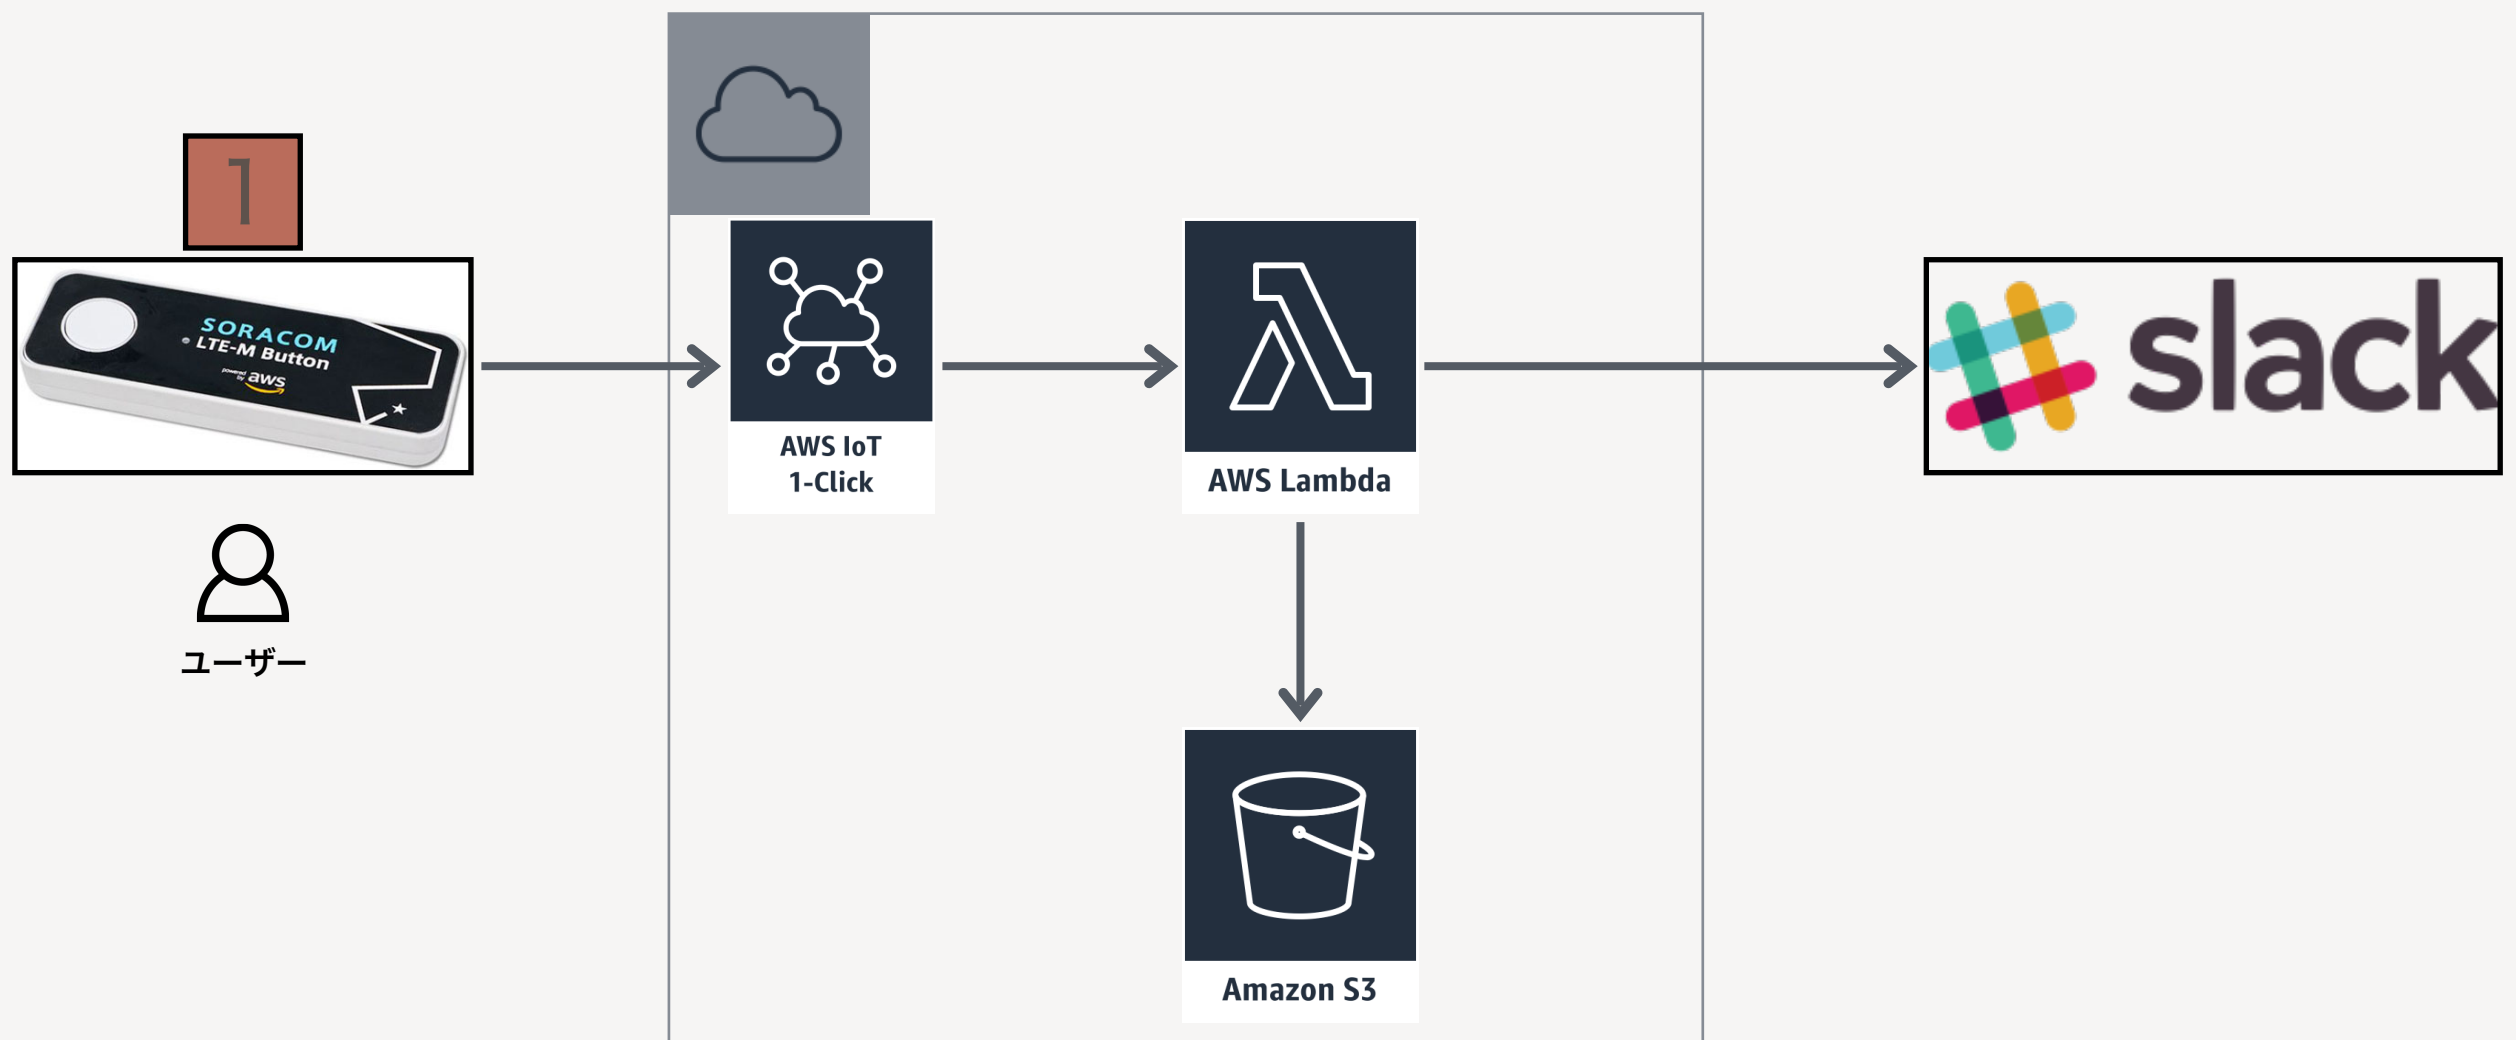 1
SORACOM
LTE-M Button
powered by aws
ユーザー
AWS IoT
1-Click
AWS Lambda
Amazon S3
slack